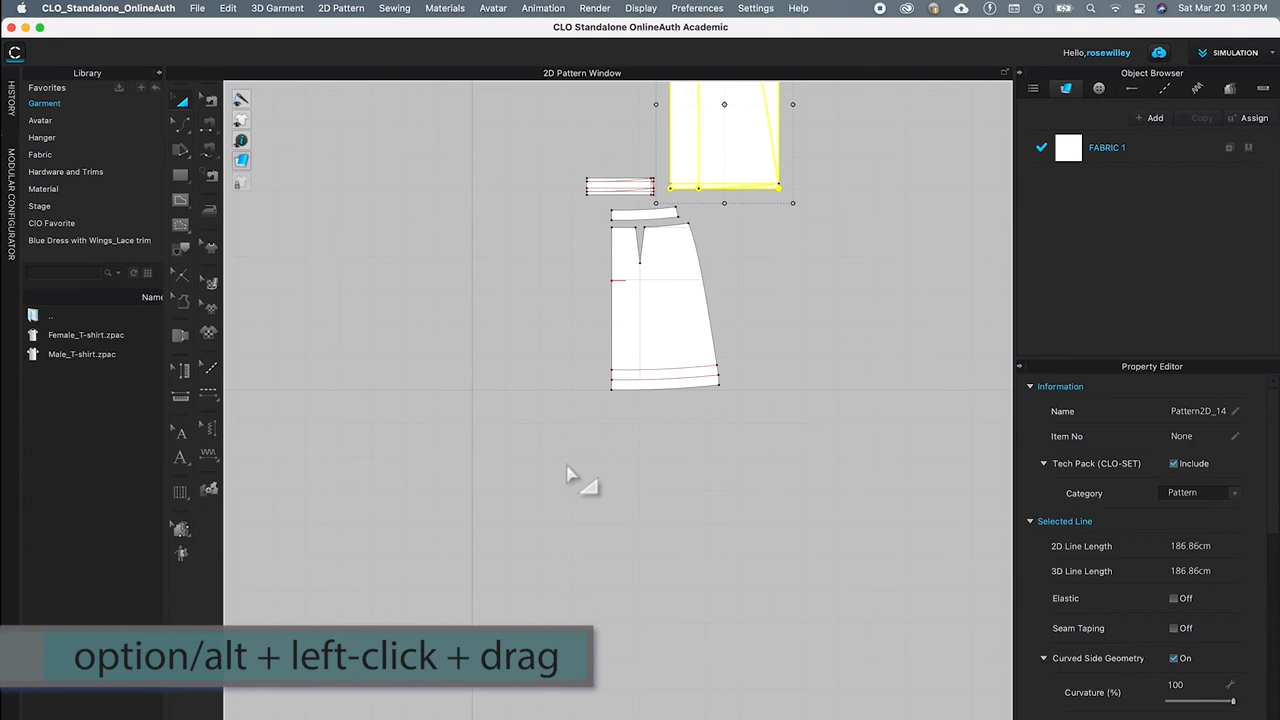 CLO_Standalone_OnlineAuth File Edit 3D Garment 2D Pattern Sewing Materials Avatar Animation Render Display Preferences Settings Help Sat Mar 20 1:30 PM
CLO Standalone OnlineAuth Academic
Hello,rosewilley SIMULATION
Library 2D Pattern Window Object Browser
HISTORY
MODULAR CONFIGURATOR
Favorites
Garment
Avatar
Hanger
Fabric
Hardware and Trims
Material
Stage
ClO Favorite
Blue Dress with Wings_Lace trim
Name
..
Female_T-shirt.zpac
Male_T-shirt.zpac
Add Copy Assign
FABRIC 1
Property Editor
Information
Name Pattern2D_14
Item No None
Tech Pack (CLO-SET) Include
Category Pattern
Selected Line
2D Line Length 186.86cm
3D Line Length 186.86cm
Elastic Off
Seam Taping Off
Curved Side Geometry On
Curvature (%) 100
option/alt + left-click + drag